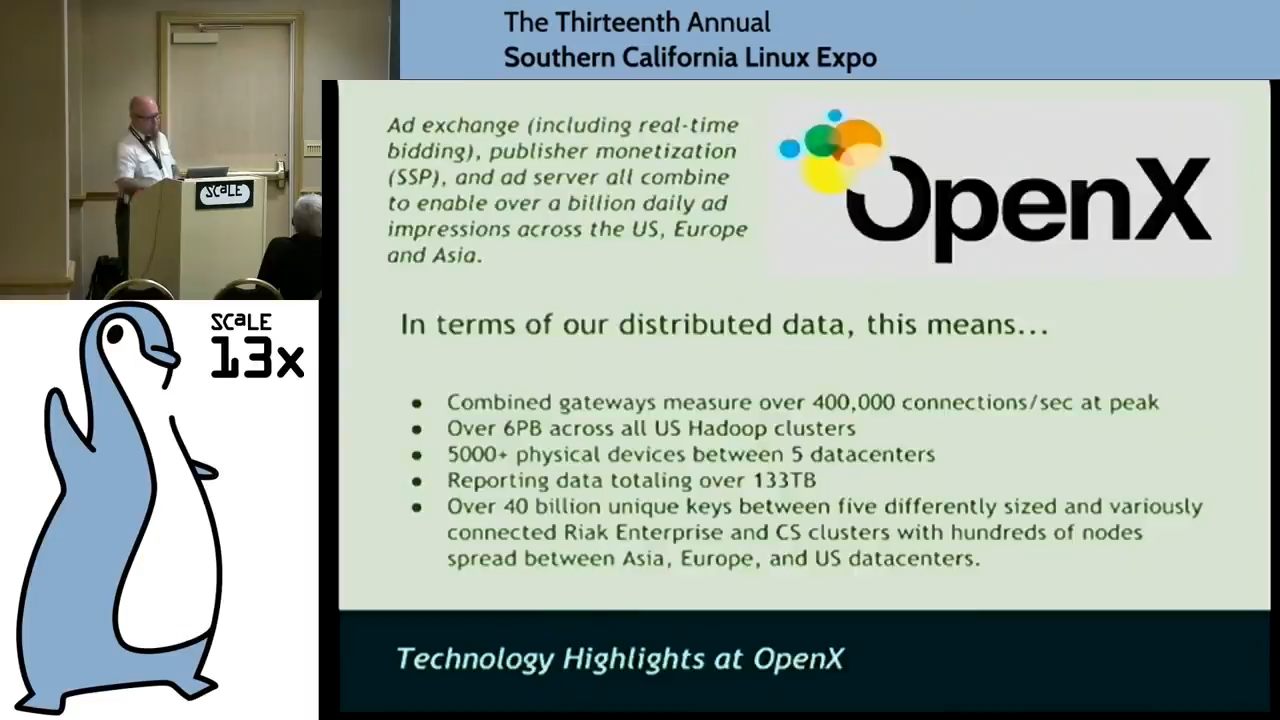 The Thirteenth Annual
Southern California Linux Expo
SCaLE
Ad exchange (including real-time
bidding), publisher monetization
(SSP), and ad server all combine
to enable over a billion daily ad
impressions across the US, Europe
and Asia.
OpenX
SCaLE
13x
In terms of our distributed data, this means...
● Combined gateways measure over 400,000 connections/sec at peak
● Over 6PB across all US Hadoop clusters
● 5000+ physical devices between 5 datacenters
● Reporting data totaling over 133TB
● Over 40 billion unique keys between five differently sized and variously
connected Riak Enterprise and CS clusters with hundreds of nodes
spread between Asia, Europe, and US datacenters.
Technology Highlights at OpenX